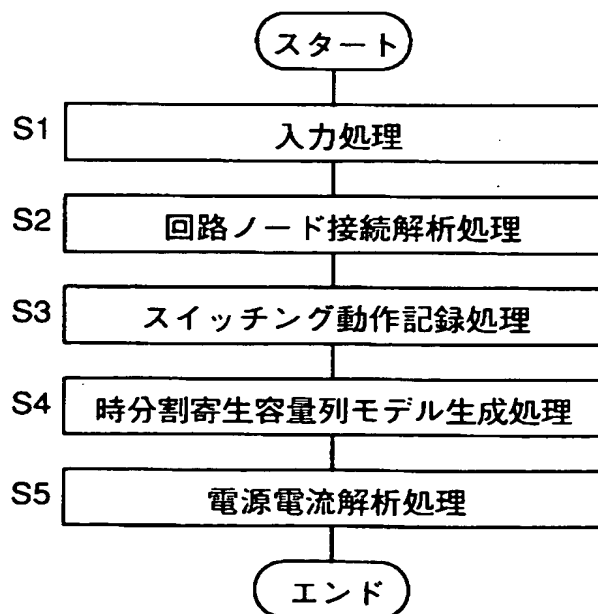 スタート
S1 入力処理
S2 回路ノード接続解析処理
S3 スイッチング動作記録処理
S4 時分割寄生容量列モデル生成処理
S5 電源電流解析処理
エンド